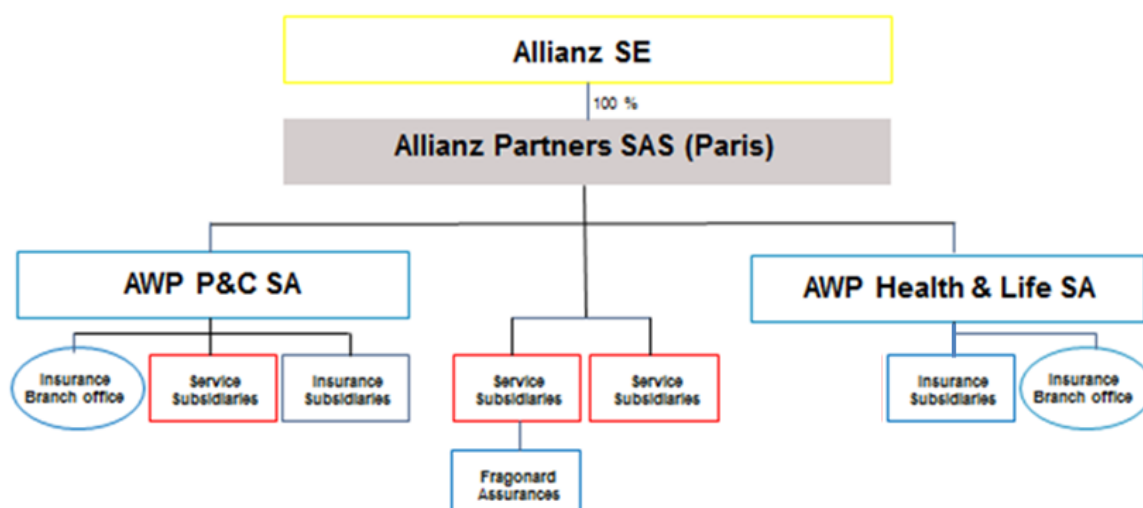 Allianz SE
100 %
Allianz Partners SAS (Paris)
AWP P&C SA
AWP Health & Life SA
Insurance
Branch office
Service
Subsidiaries
Insurance
Subsidiaries
Service
Subsidiaries
Service
Subsidiaries
Insurance
Subsidiaries
Insurance
Branch office
Fragonard
Assurances